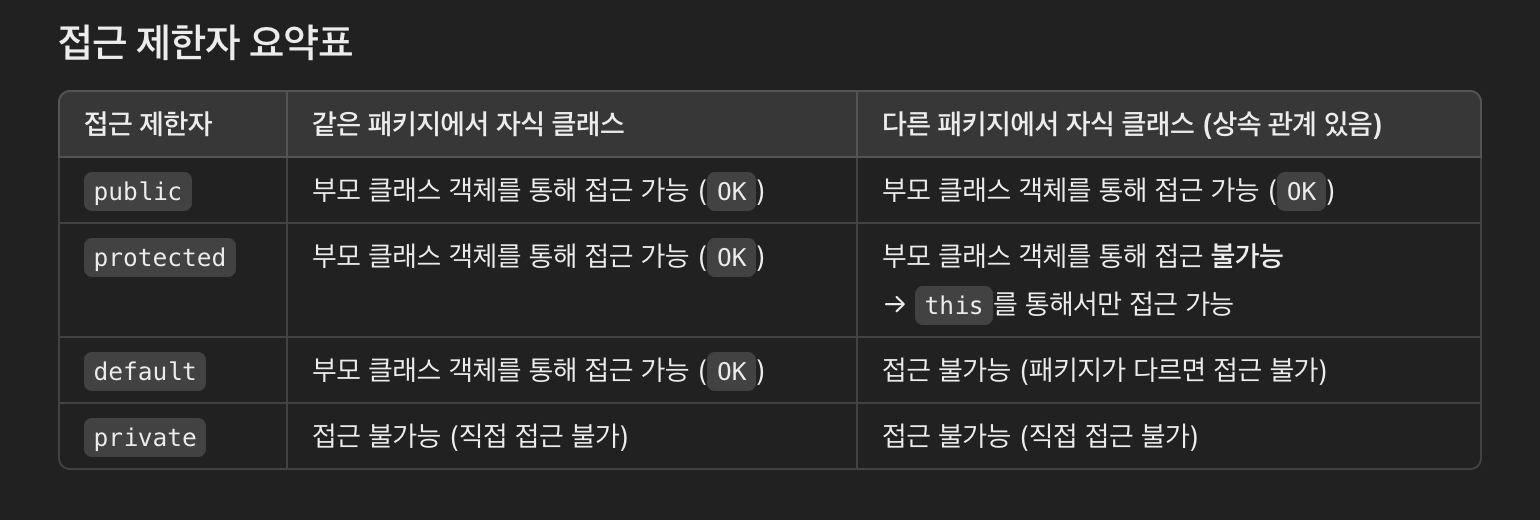 접근 제한자 요약표
접근 제한자 같은 패키지에서 자식 클래스 다른 패키지에서 자식 클래스 (상속 관계 있음)
public 부모 클래스 객체를 통해 접근 가능 (OK) 부모 클래스 객체를 통해 접근 가능 (OK)
protected 부모 클래스 객체를 통해 접근 가능 (OK) 부모 클래스 객체를 통해 접근 불가능
→ this를 통해서만 접근 가능
default 부모 클래스 객체를 통해 접근 가능 (OK) 접근 불가능 (패키지가 다르면 접근 불가)
private 접근 불가능 (직접 접근 불가) 접근 불가능 (직접 접근 불가)